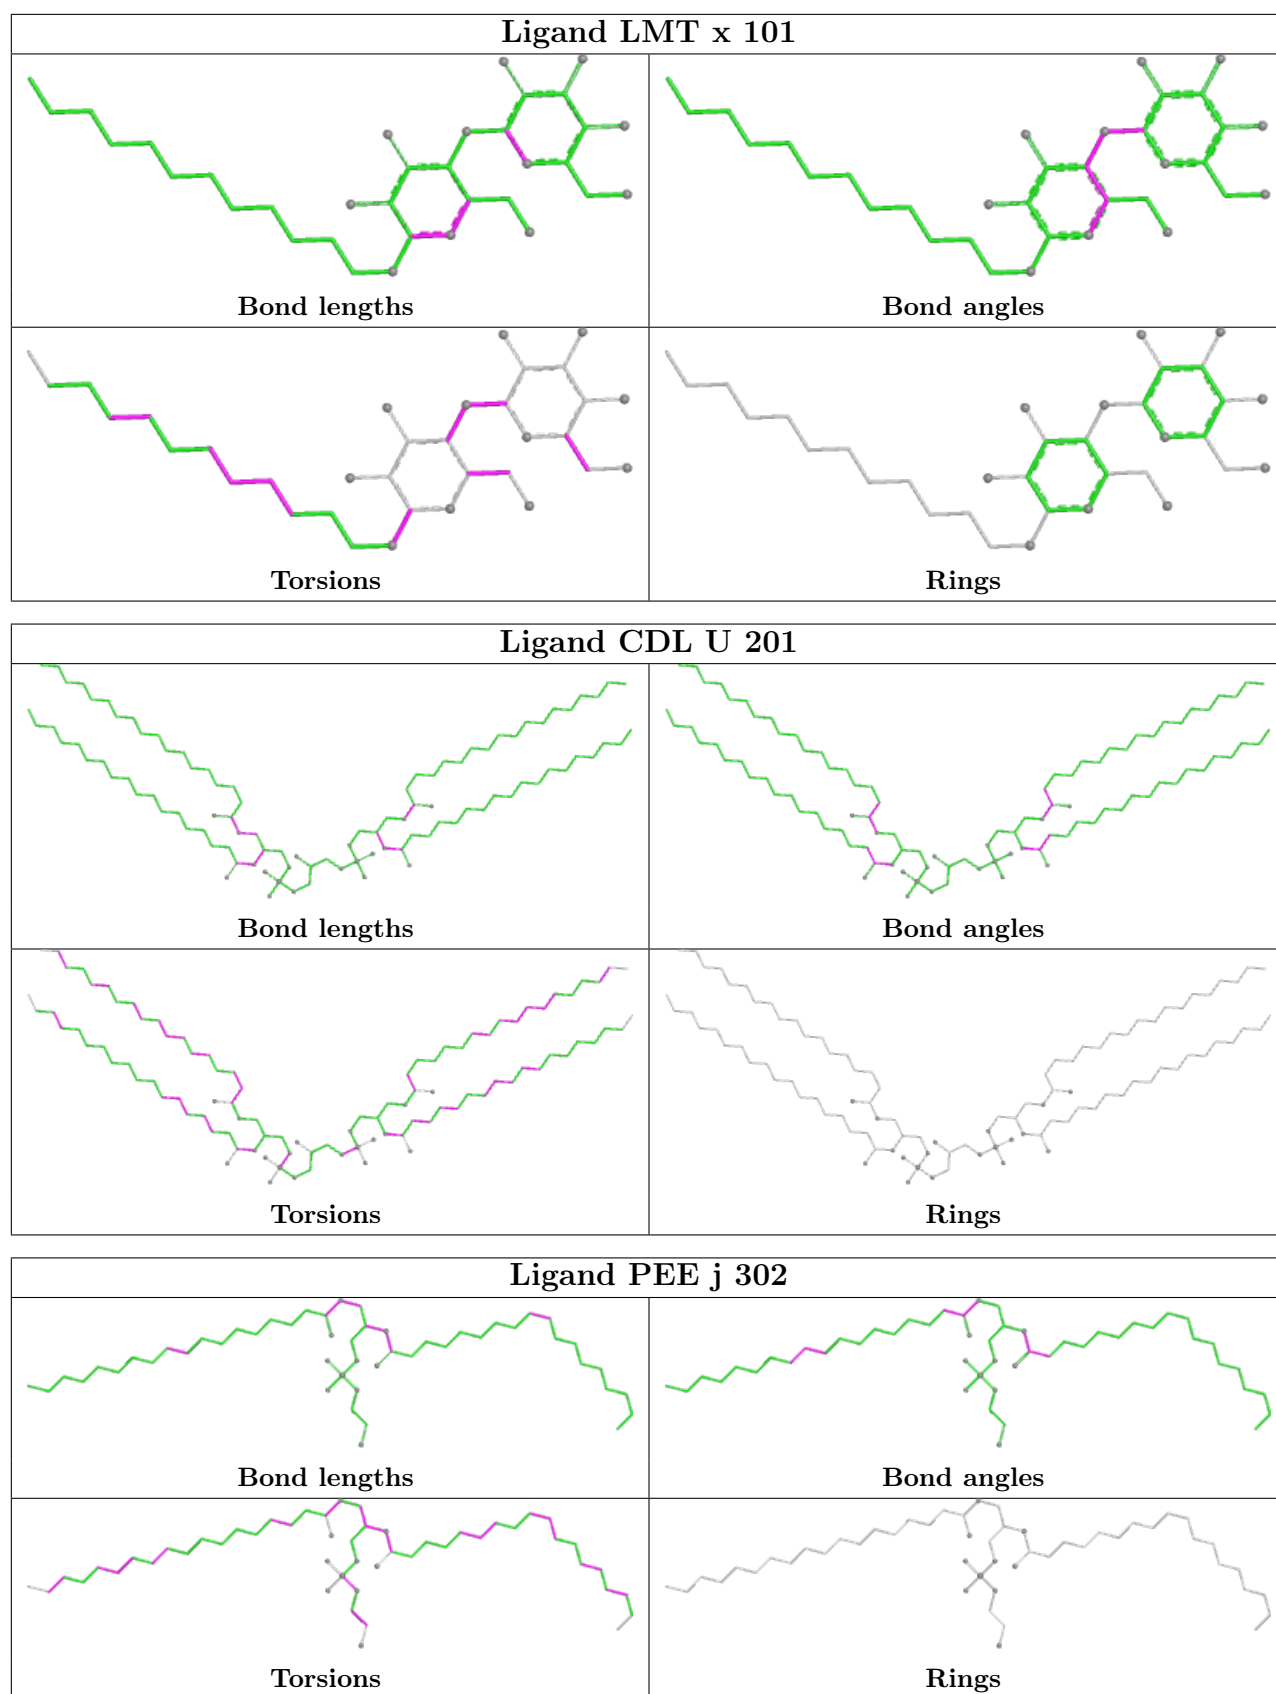 Ligand LMT x 101
Bond lengths
Bond angles
Torsions
Rings
Ligand CDL U 201
Bond lengths
Bond angles
Torsions
Rings
Ligand PEE j 302
Bond lengths
Bond angles
Torsions
Rings